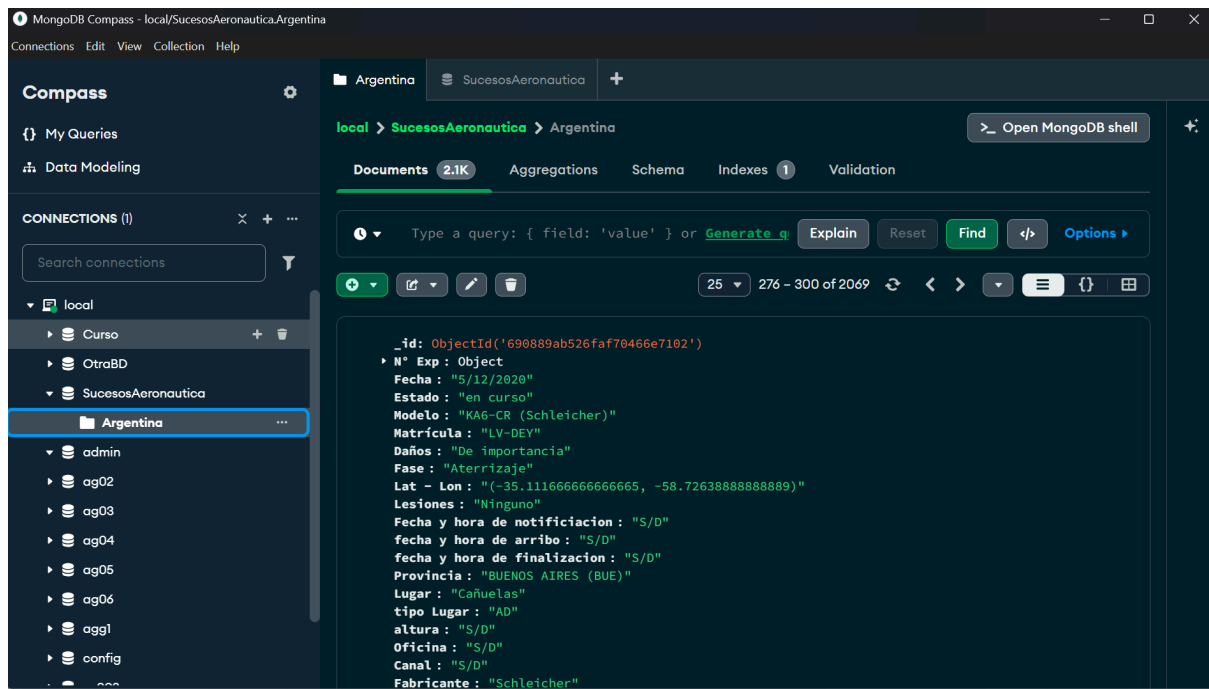 MongoDB Compass - local/SucesosAeronautica.Argentina
Connections Edit View Collection Help
Compass
{} My Queries
Data Modeling
CONNECTIONS (1)
Search connections
local
Curso
OtraBD
SucesosAeronautica
Argentina
admin
ag02
ag03
ag04
ag05
ag06
agg1
config
Argentina SucesosAeronautica
local > SucesosAeronautica > Argentina
>_ Open MongoDB shell
Documents 2.1K Aggregations Schema Indexes 1 Validation
Type a query: { field: 'value' } or Generate q Explain Reset Find </> Options
25 276 – 300 of 2069 {}
_id: ObjectId('690889ab526faf70466e7102')
N° Exp : Object
Fecha : "5/12/2020"
Estado : "en curso"
Modelo : "KA6-CR (Schleicher)"
Matrícula : "LV-DEY"
Daños : "De importancia"
Fase : "Aterrizaje"
Lat - Lon : "(-35.111666666666665, -58.72638888888889)"
Lesiones : "Ninguno"
Fecha y hora de notificiacion : "S/D"
fecha y hora de arribo : "S/D"
fecha y hora de finalizacion : "S/D"
Provincia : "BUENOS AIRES (BUE)"
Lugar : "Cañuelas"
tipo Lugar : "AD"
altura : "S/D"
Oficina : "S/D"
Canal : "S/D"
Fabricante : "Schleicher"